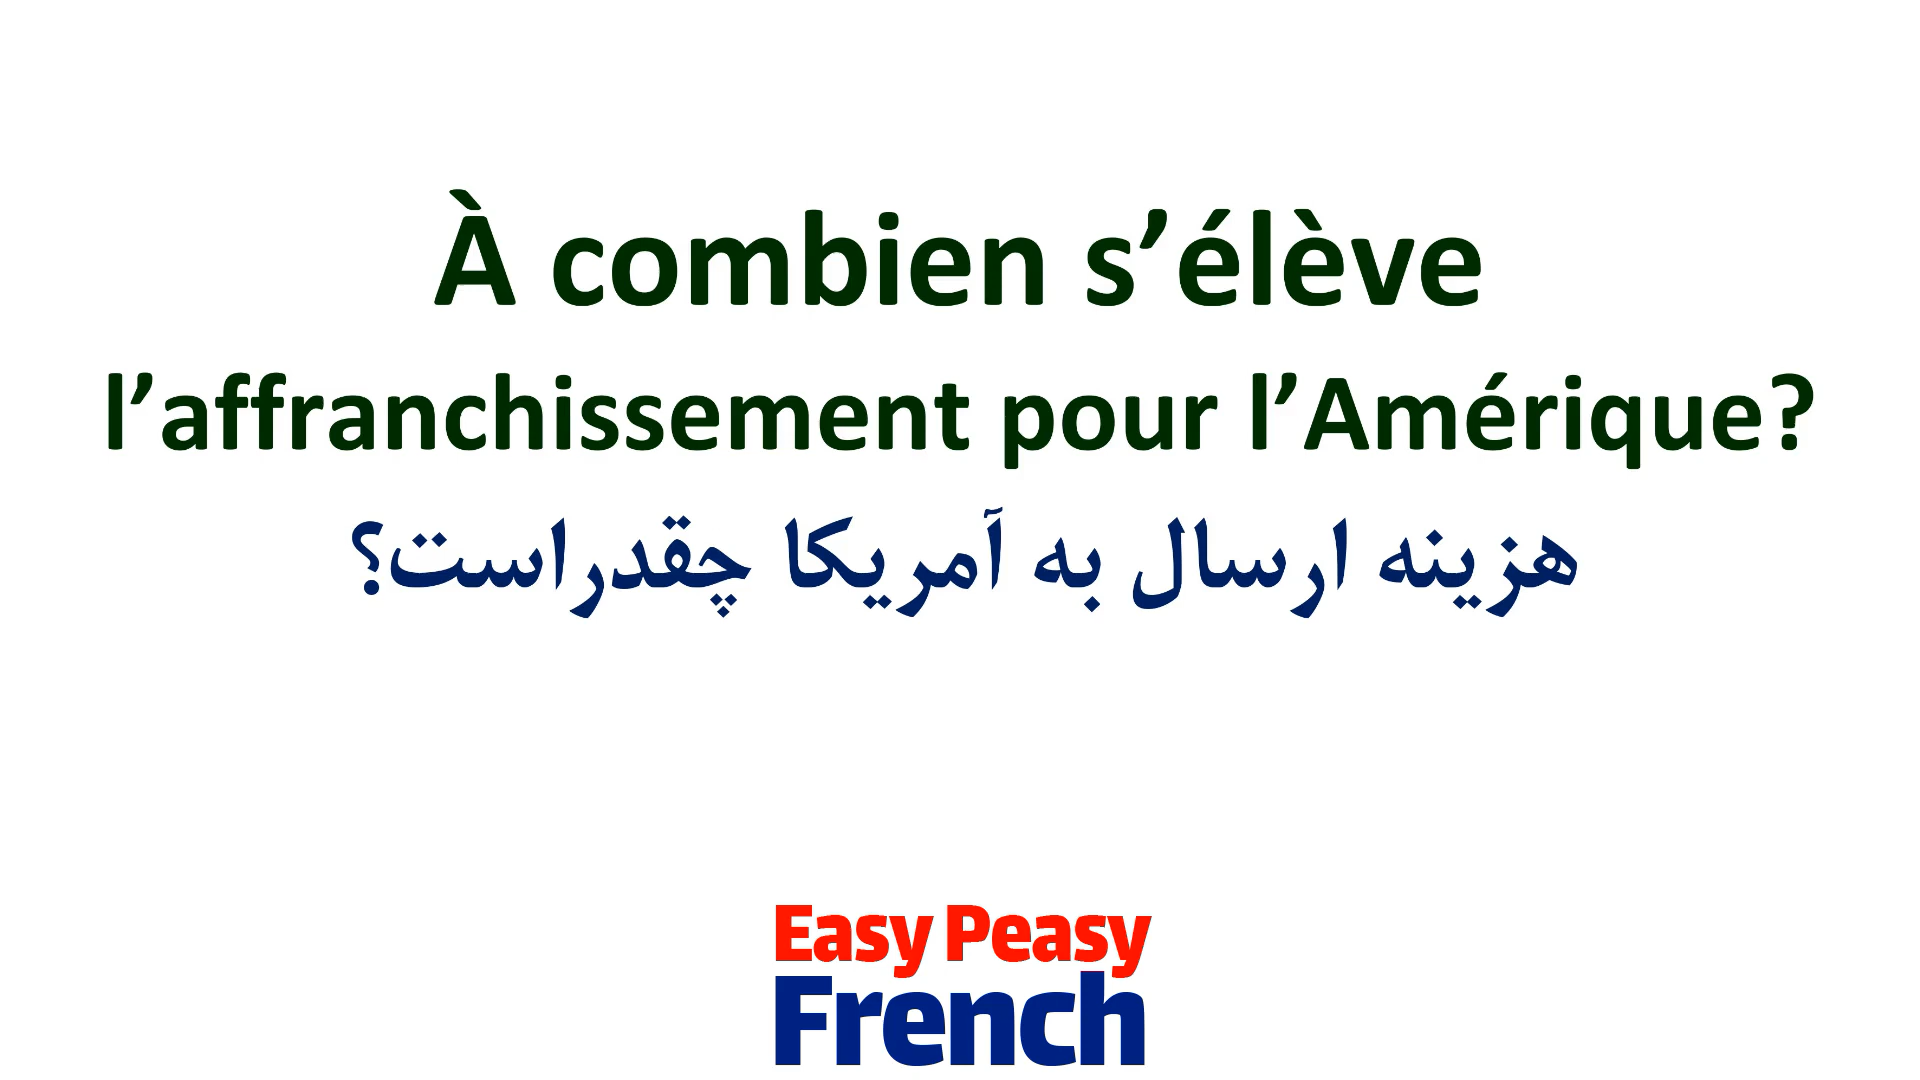 À combien s’élève
l’affranchissement pour l’Amérique?
هزینه ارسال به آمریکا چقدراست؟
Easy Peasy
French